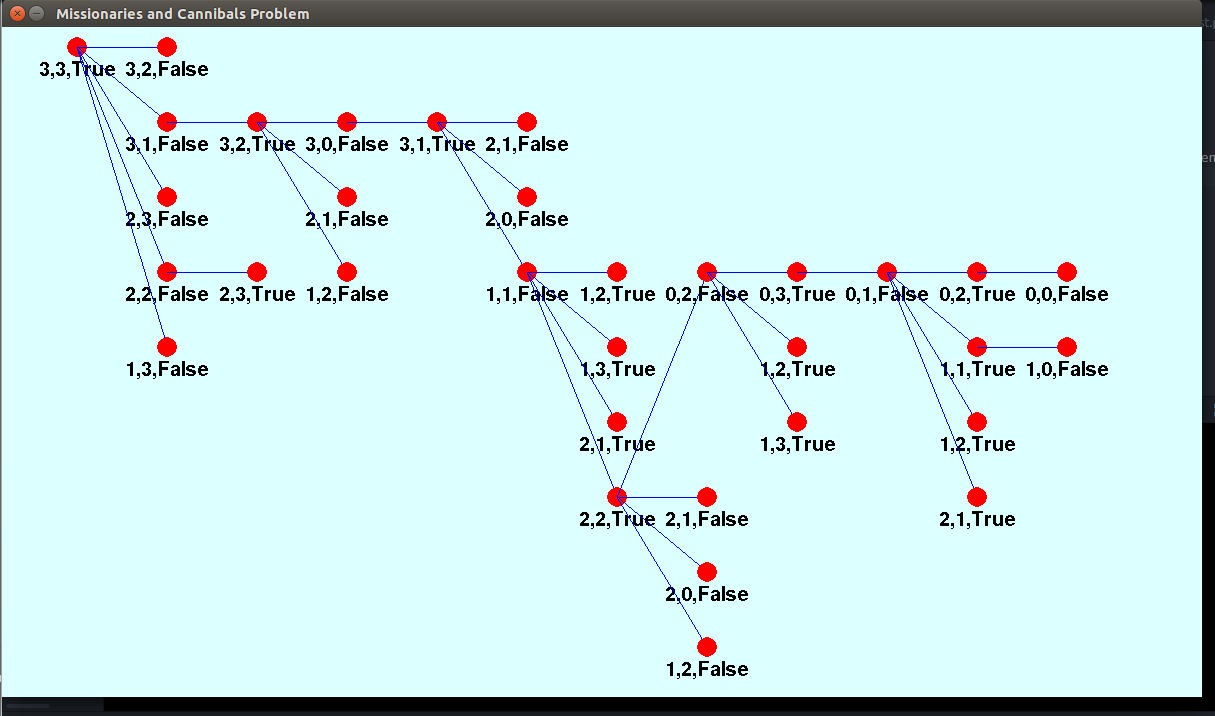 Missionaries and Cannibals Problem
3,3,True 3,2,False
3,1,False 3,2,True 3,0,False 3,1,True 2,1,False
2,3,False 2,1,False 2,0,False
2,2,False 2,3,True 1,2,False 1,1,False 1,2,True 0,2,False 0,3,True 0,1,False 0,2,True 0,0,False
1,3,False 1,3,True 1,2,True 1,1,True 1,0,False
2,1,True 1,3,True 1,2,True
2,2,True 2,1,False 2,1,True
2,0,False
1,2,False